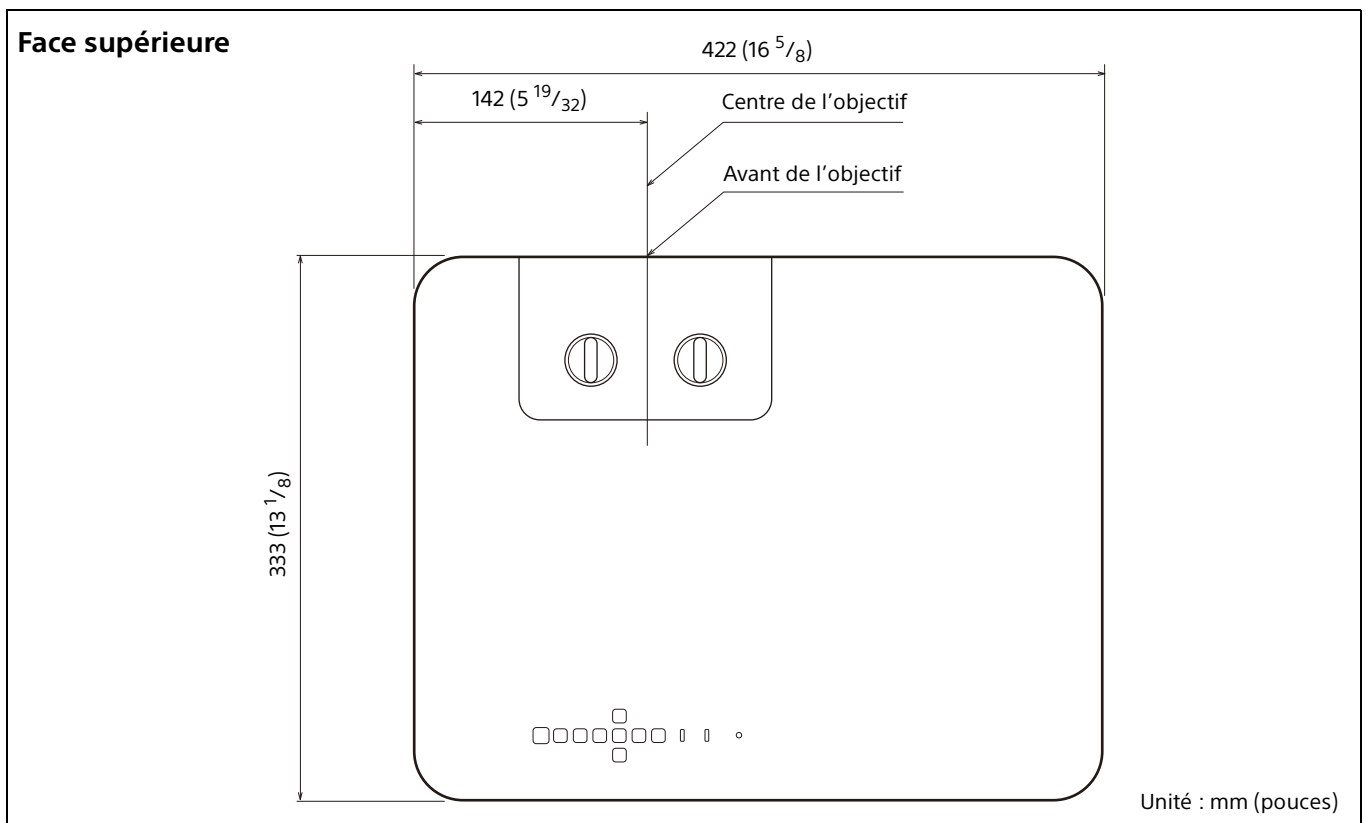 Face supérieure
422 (16 5/8)
142 (5 19/32)
Centre de l’objectif
Avant de l’objectif
333 (13 1/8)
Unité : mm (pouces)